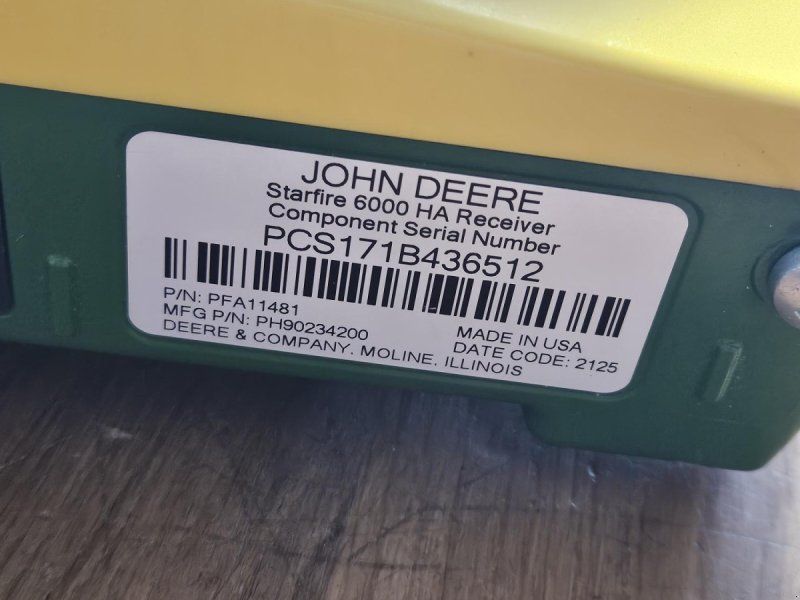 JOHN DEERE
Starfire 6000 HA Receiver
Component Serial Number
PCS171B436512
P/N: PFA11481
MFG P/N: PH90234200
DEERE & COMPANY, MOLINE, ILLINOIS
MADE IN USA
DATE CODE: 2125